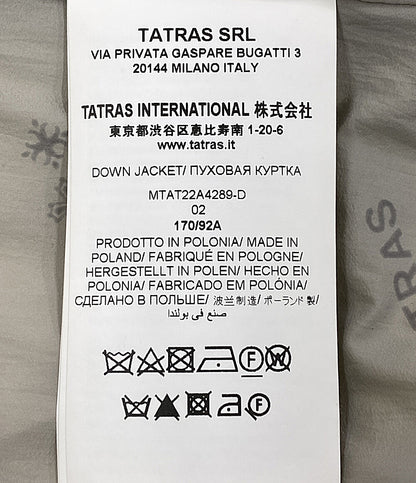 TATRAS SRL
VIA PRIVATA GASPARE BUGATTI 3
20144 MILANO ITALY
TATRAS INTERNATIONAL 株式会社
東京都渋谷区恵比寿南 1-20-6
www.tatras.it
DOWN JACKET/ ПУХОВАЯ КУРТКА
MTAT22A4289-D
02
170/92A
PRODOTTO IN POLONIA/ MADE IN
POLAND/ FABRIQUÉ EN POLOGNE/
HERGESTELLT IN POLEN/ HECHO EN
POLONIA/ FABRICADO EM POLÓNIA/
СДЕЛАНО В ПОЛЬШЕ/ 波兰制造/ ポーランド製/
صنع في بولندا
F W
F
TRAS